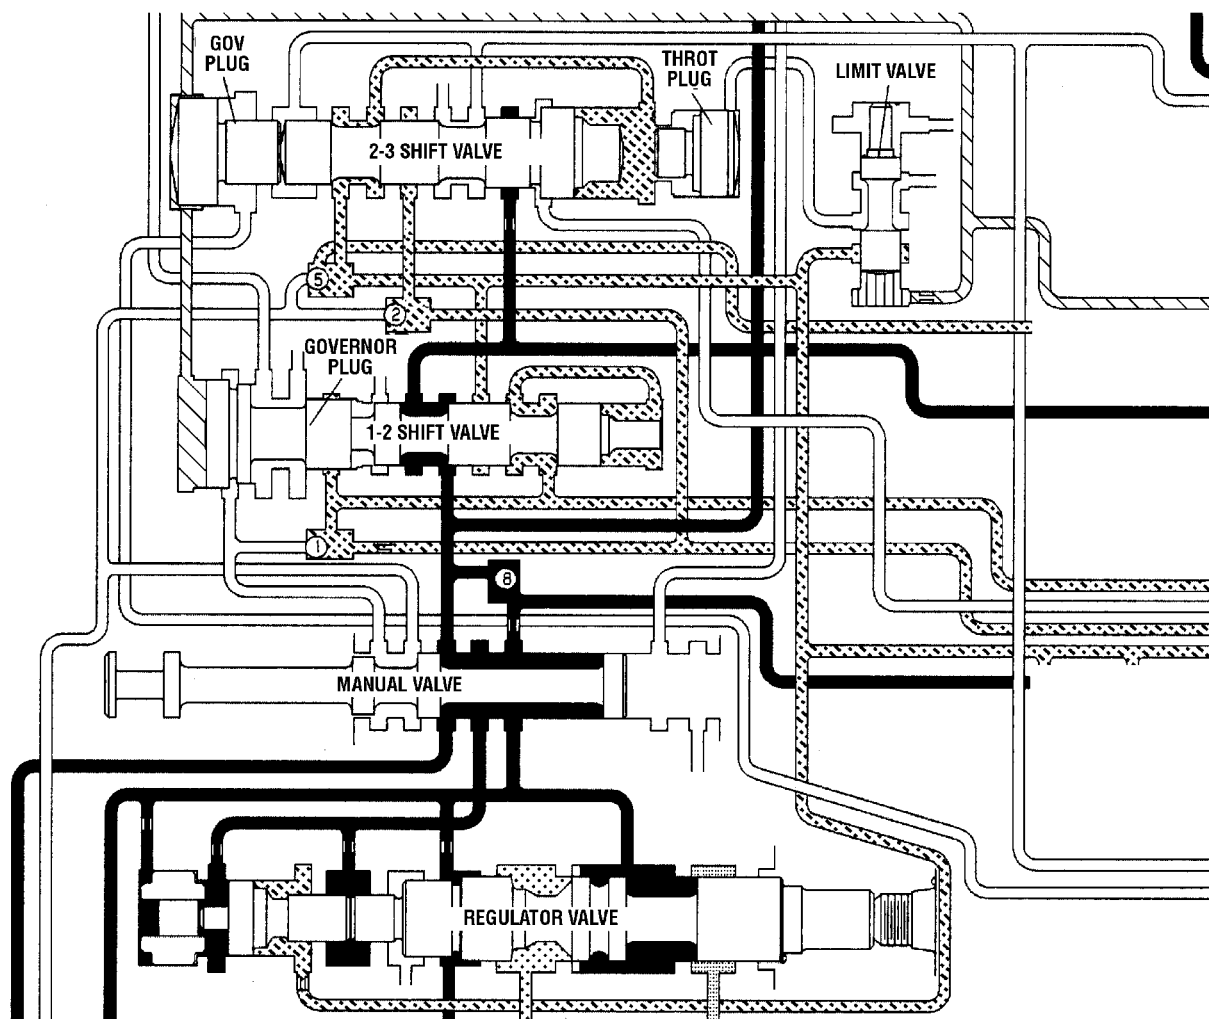 GOV
PLUG
THROT
PLUG
LIMIT VALVE
2-3 SHIFT VALVE
5
2
GOVERNOR
PLUG
1-2 SHIFT VALVE
1
8
MANUAL VALVE
REGULATOR VALVE